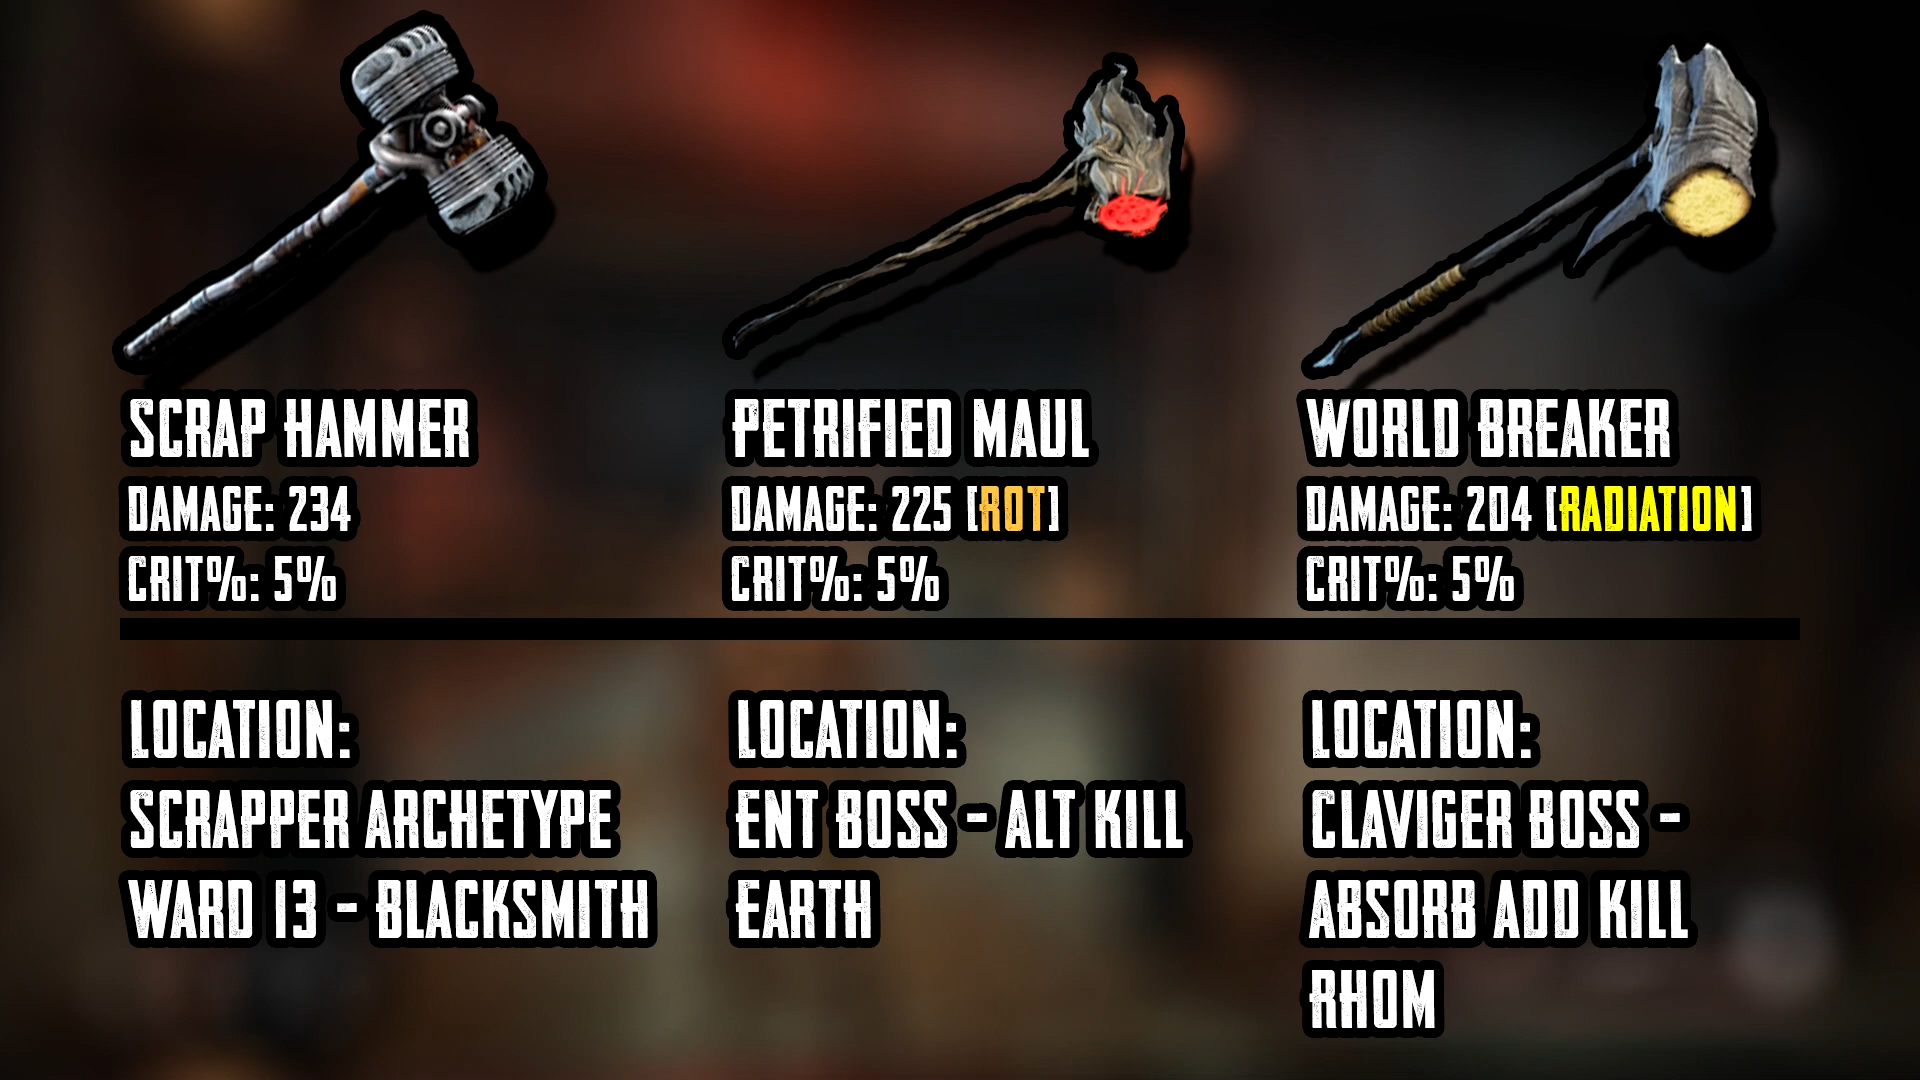 SCRAP HAMMER
DAMAGE: 234
CRIT%: 5%
PETRIFIED MAUL
DAMAGE: 225 [ROT]
CRIT%: 5%
WORLD BREAKER
DAMAGE: 204 [RADIATION]
CRIT%: 5%
LOCATION:
SCRAPPER ARCHETYPE
WARD 13 - BLACKSMITH
LOCATION:
ENT BOSS - ALT KILL
EARTH
LOCATION:
CLAVIGER BOSS -
ABSORB ADD KILL
RHOM